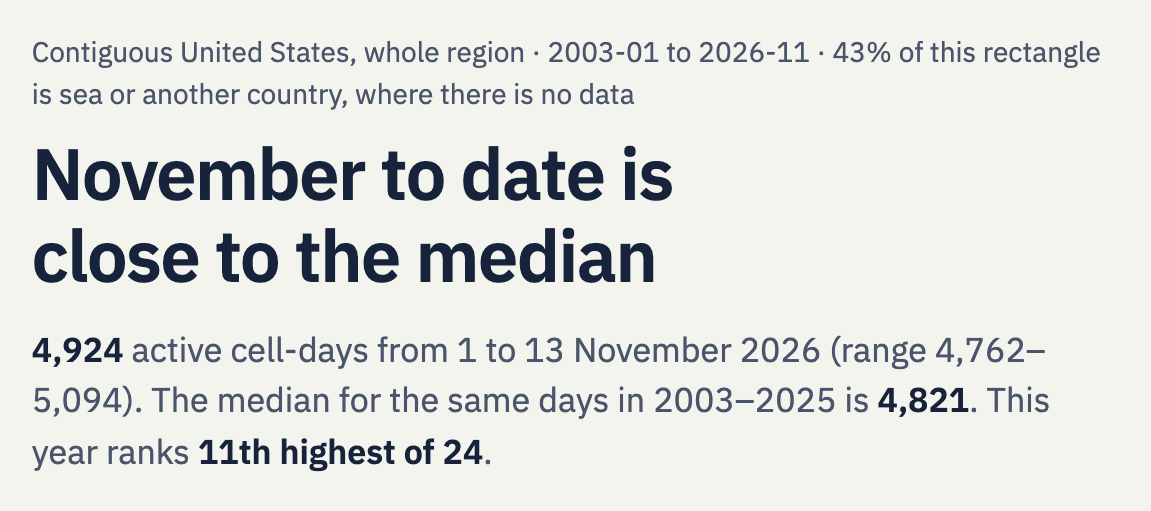 Contiguous United States, whole region · 2003-01 to 2026-11 · 43% of this rectangle
is sea or another country, where there is no data
November to date is
close to the median
4,924 active cell-days from 1 to 13 November 2026 (range 4,762–
5,094). The median for the same days in 2003–2025 is 4,821. This
year ranks 11th highest of 24.